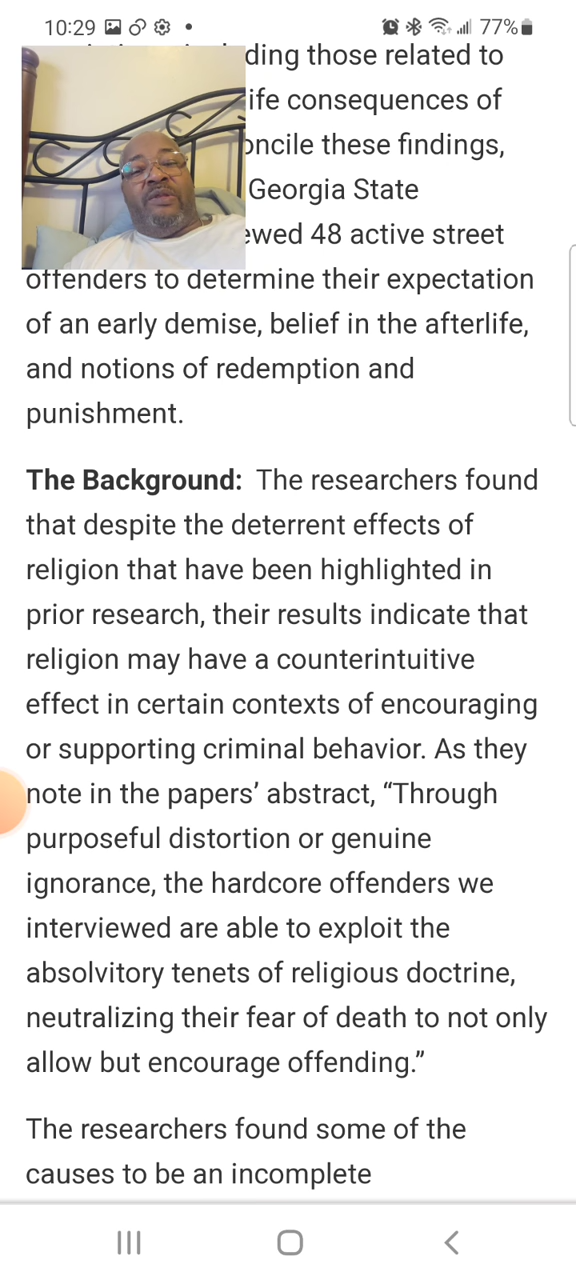 10:29
77%
ding those related to
ife consequences of
oncile these findings,
Georgia State
ewed 48 active street
offenders to determine their expectation
of an early demise, belief in the afterlife,
and notions of redemption and
punishment.
The Background: The researchers found
that despite the deterrent effects of
religion that have been highlighted in
prior research, their results indicate that
religion may have a counterintuitive
effect in certain contexts of encouraging
or supporting criminal behavior. As they
note in the papers’ abstract, “Through
purposeful distortion or genuine
ignorance, the hardcore offenders we
interviewed are able to exploit the
absolvitory tenets of religious doctrine,
neutralizing their fear of death to not only
allow but encourage offending.”
The researchers found some of the
causes to be an incomplete